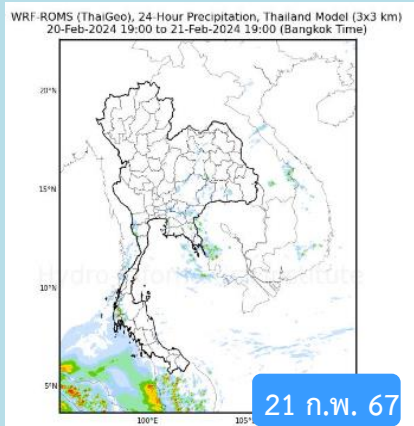 WRF-ROMS (ThaiGeo), 24-Hour Precipitation, Thailand Model (3x3 km)
20-Feb-2024 19:00 to 21-Feb-2024 19:00 (Bangkok Time)
20°N
15°N
10°N
5°N
100°E
105°
21 ก.พ. 67